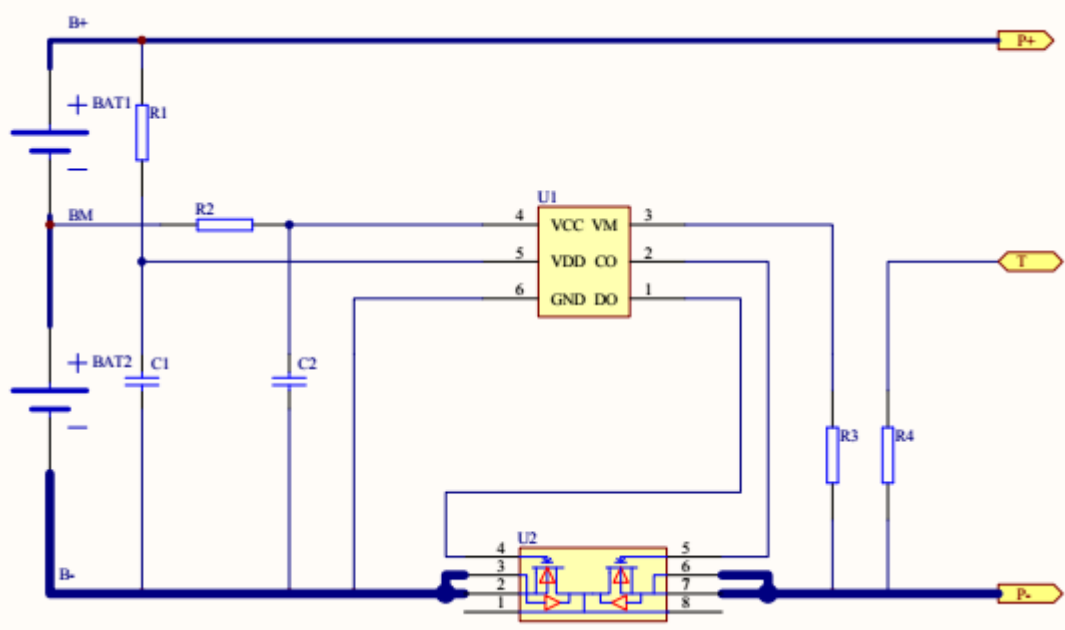 B+
P+
+ BAT1
R1
BM
R2
U1
4 VCC VM 3
5 VDD CO 2
6 GND DO 1
T
+ BAT2
C1
C2
R3
R4
U2
4 5
3 6
2 7
1 8
B-
P-